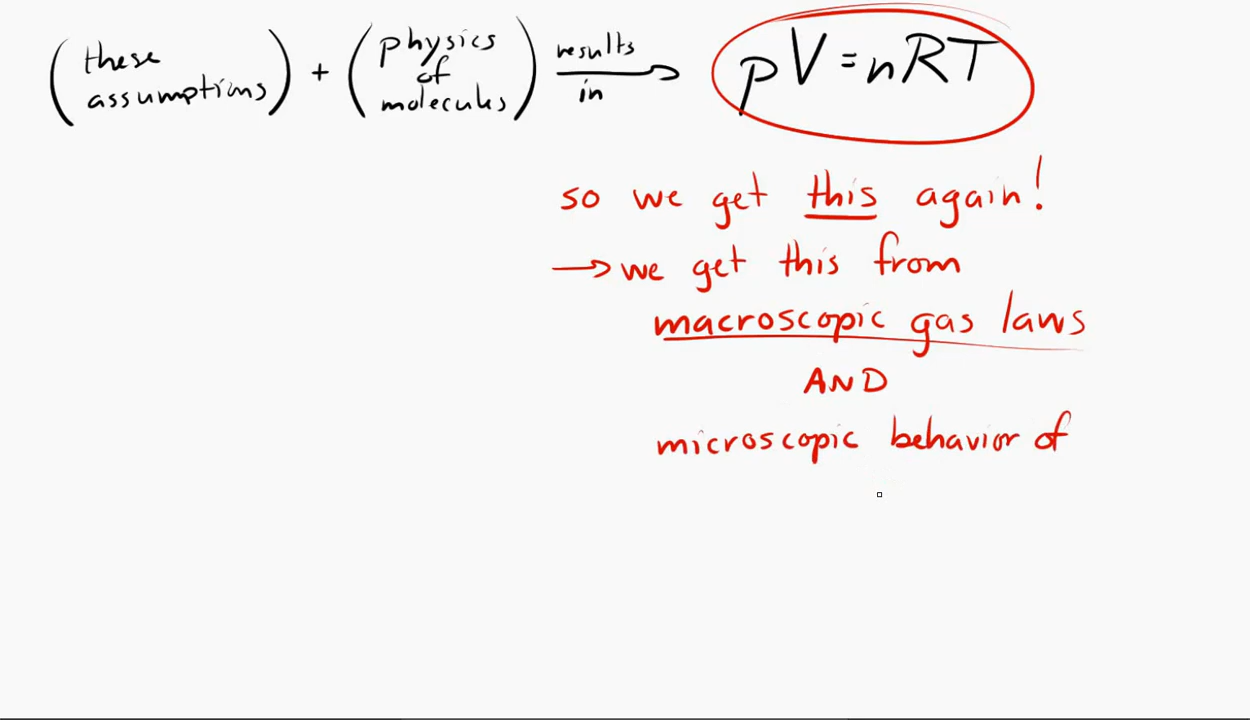 (these assumptions) + (physics of molecules) results in → pV = nRT
so we get this again!
→ we get this from
macroscopic gas laws
AND
microscopic behavior of